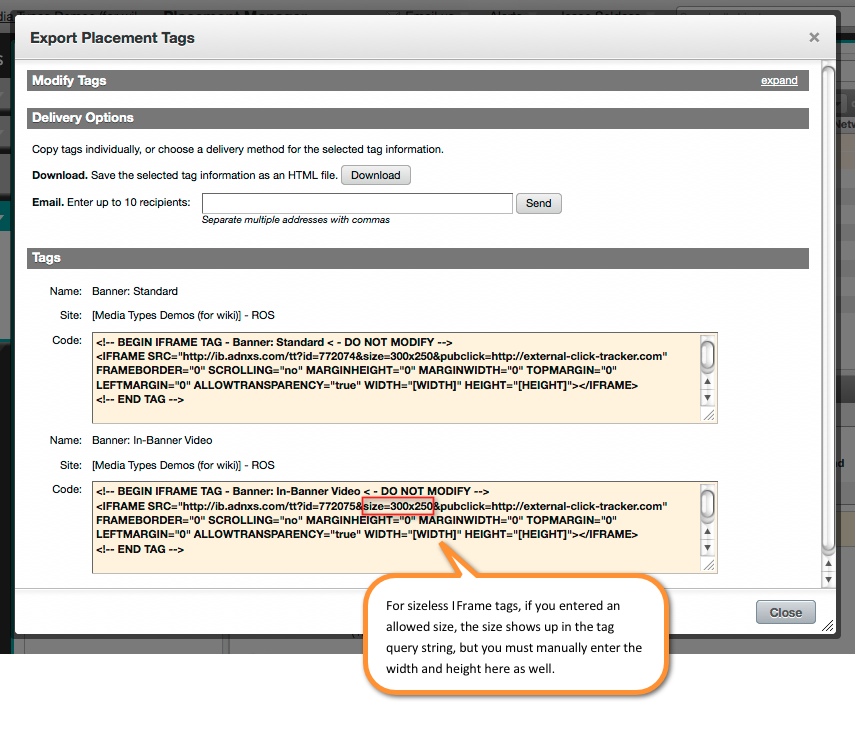 Export Placement Tags
×
Modify Tags
expand
Delivery Options
Copy tags individually, or choose a delivery method for the selected tag information.
Download. Save the selected tag information as an HTML file. Download
Email. Enter up to 10 recipients: Send
Separate multiple addresses with commas
Tags
Name: Banner: Standard
Site: [Media Types Demos (for wiki)] - ROS
Code: <!-- BEGIN IFRAME TAG - Banner: Standard < - DO NOT MODIFY -->
<IFRAME SRC="http://ib.adnxs.com/tt?id=772074&size=300x250&pubclick=http://external-click-tracker.com"
FRAMEBORDER="0" SCROLLING="no" MARGINHEIGHT="0" MARGINWIDTH="0" TOPMARGIN="0"
LEFTMARGIN="0" ALLOWTRANSPARENCY="true" WIDTH="[WIDTH]" HEIGHT="[HEIGHT]"></IFRAME>
<!-- END TAG -->
Name: Banner: In-Banner Video
Site: [Media Types Demos (for wiki)] - ROS
Code: <!-- BEGIN IFRAME TAG - Banner: In-Banner Video < - DO NOT MODIFY -->
<IFRAME SRC="http://ib.adnxs.com/tt?id=772075&size=300x250&pubclick=http://external-click-tracker.com"
FRAMEBORDER="0" SCROLLING="no" MARGINHEIGHT="0" MARGINWIDTH="0" TOPMARGIN="0"
LEFTMARGIN="0" ALLOWTRANSPARENCY="true" WIDTH="[WIDTH]" HEIGHT="[HEIGHT]"></IFRAME>
<!-- END TAG -->
For sizeless IFrame tags, if you entered an
allowed size, the size shows up in the tag
query string, but you must manually enter the
width and height here as well.
Close